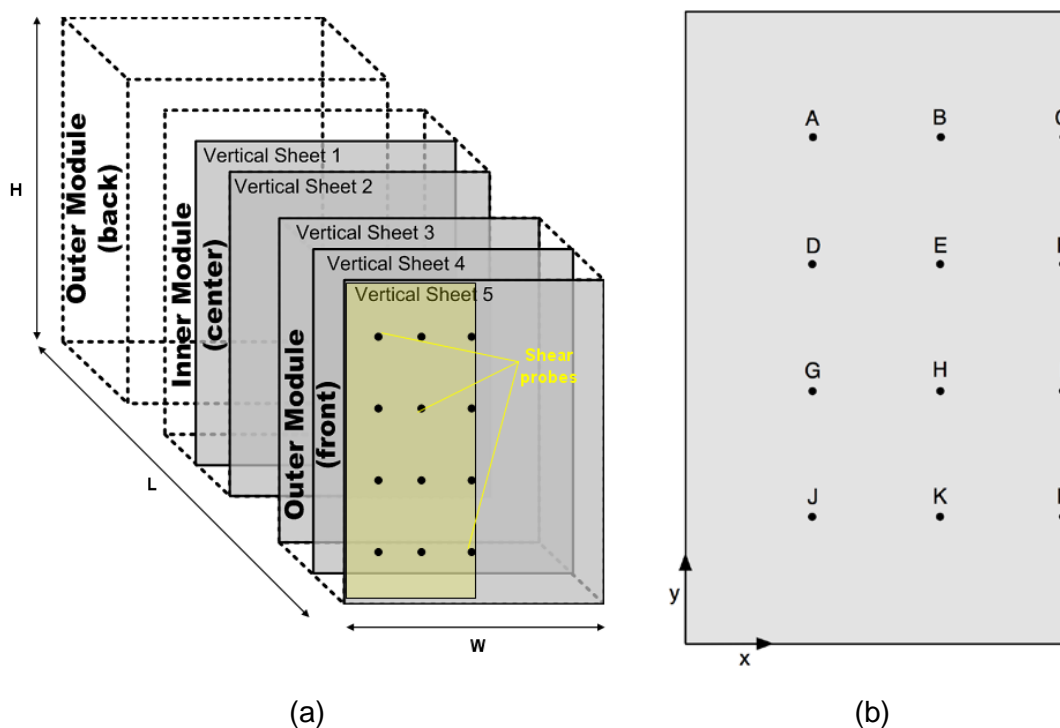 H
Outer Module
(back)
Inner Module
(center)
Vertical Sheet 1
Vertical Sheet 2
Vertical Sheet 3
Vertical Sheet 4
Vertical Sheet 5
Outer Module
(front)
Shear
probes
L
W
(a)
A B
D E
G H
J K
y
x
(b)